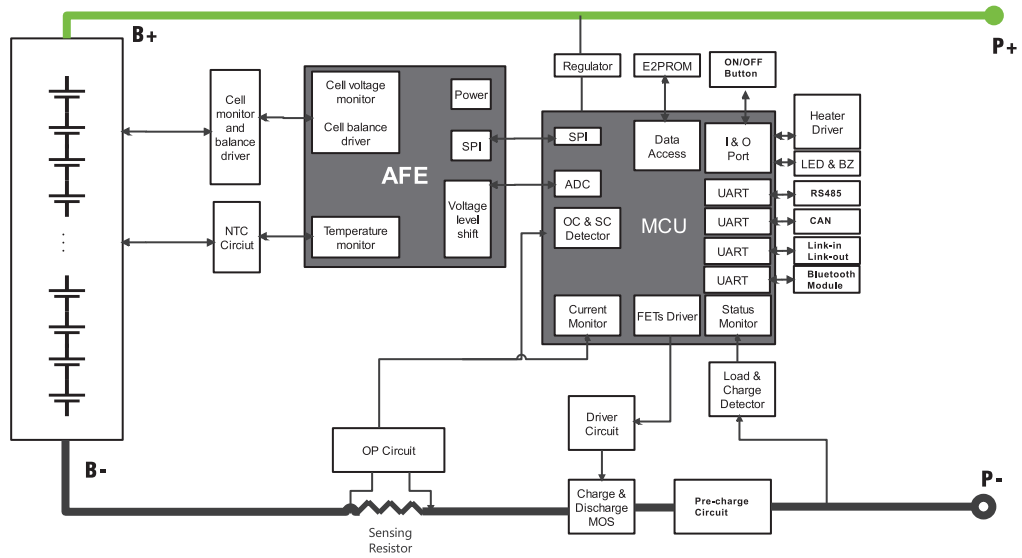 B+
P+
Regulator
E2PROM
ON/OFF
Button
Cell
monitor
and
balance
driver
Cell voltage
monitor
Cell balance
driver
Power
SPI
AFE
Voltage
level
shift
Temperature
monitor
NTC
Circiut
SPI
ADC
OC & SC
Detector
MCU
Data
Access
I & O
Port
UART
UART
UART
UART
Heater
Driver
LED & BZ
RS485
CAN
Link-in
Link-out
Bluetooth
Module
Current
Monitor
FETs Driver
Status
Monitor
Load &
Charge
Detector
Driver
Circuit
OP Circuit
B-
P-
Charge &
Discharge
MOS
Pre-charge
Circuit
Sensing
Resistor